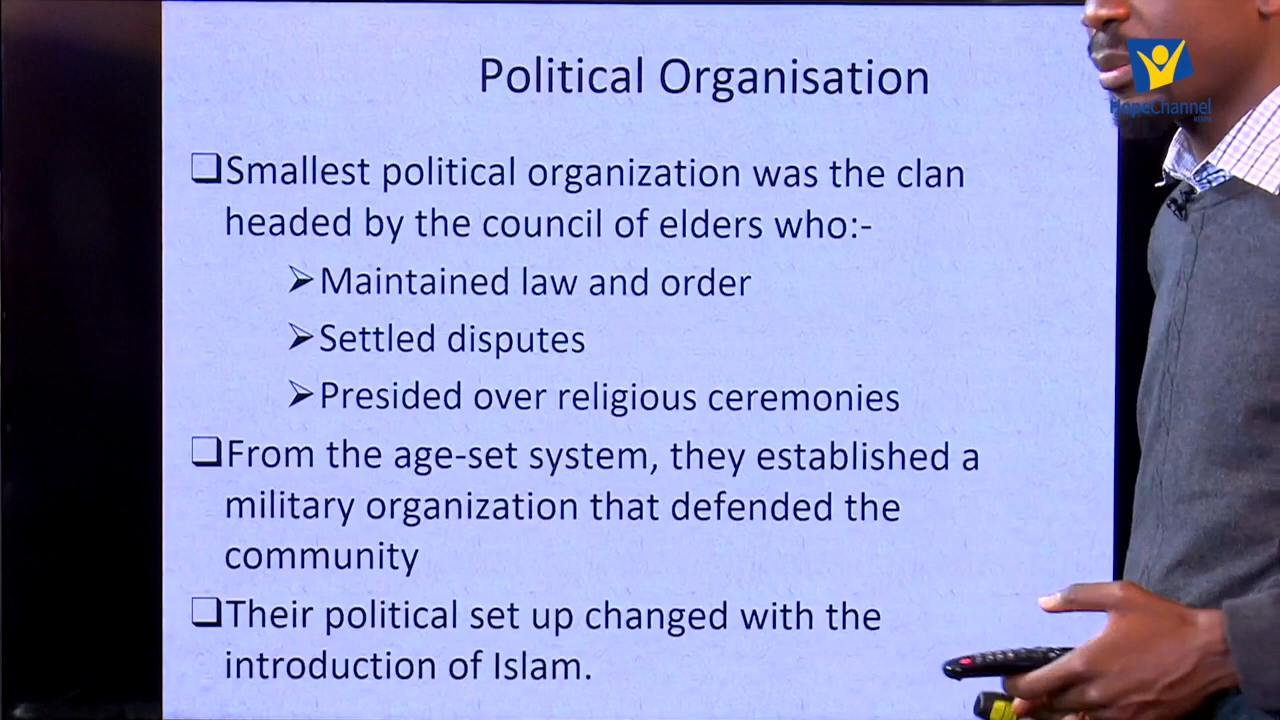 Political Organisation
HopeChannel
KENYA
❑Smallest political organization was the clan
headed by the council of elders who:-
➢Maintained law and order
➢Settled disputes
➢Presided over religious ceremonies
❑From the age-set system, they established a
military organization that defended the
community
❑Their political set up changed with the
introduction of Islam.